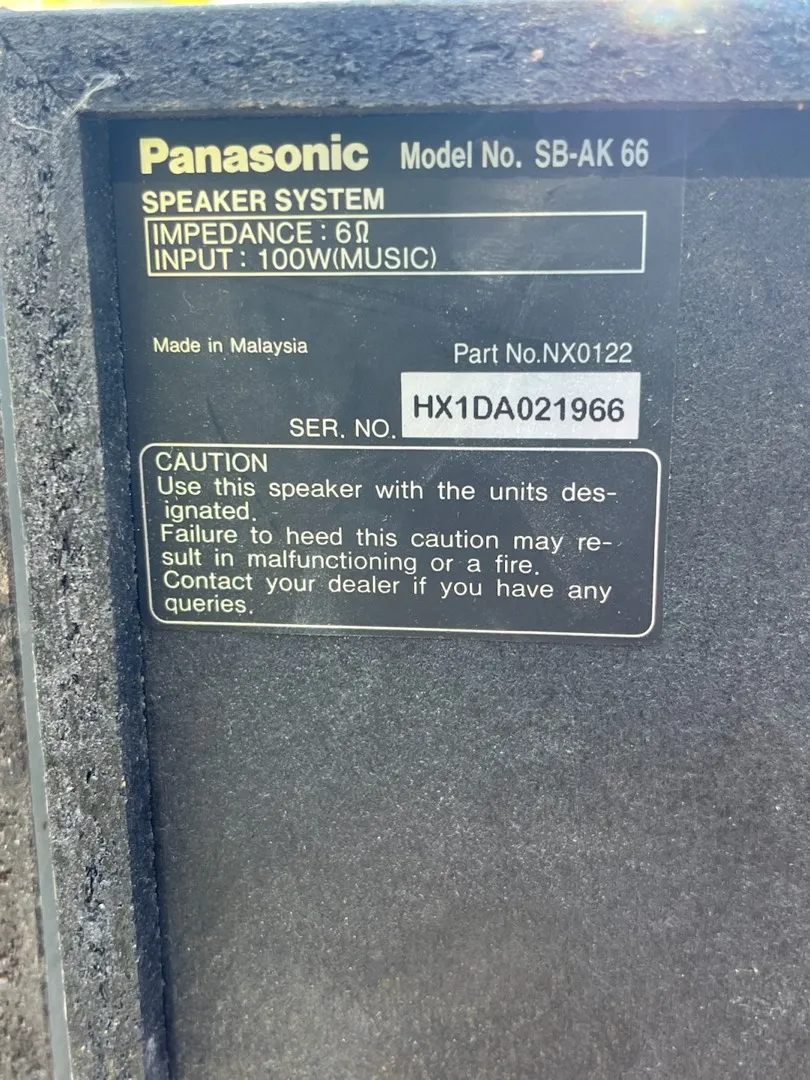 Panasonic Model No. SB-AK 66
SPEAKER SYSTEM
IMPEDANCE : 6Ω
INPUT : 100W(MUSIC)
Made in Malaysia
Part No.NX0122
SER. NO. HX1DA021966
CAUTION
Use this speaker with the units des-
ignated.
Failure to heed this caution may re-
sult in malfunctioning or a fire.
Contact your dealer if you have any
queries.